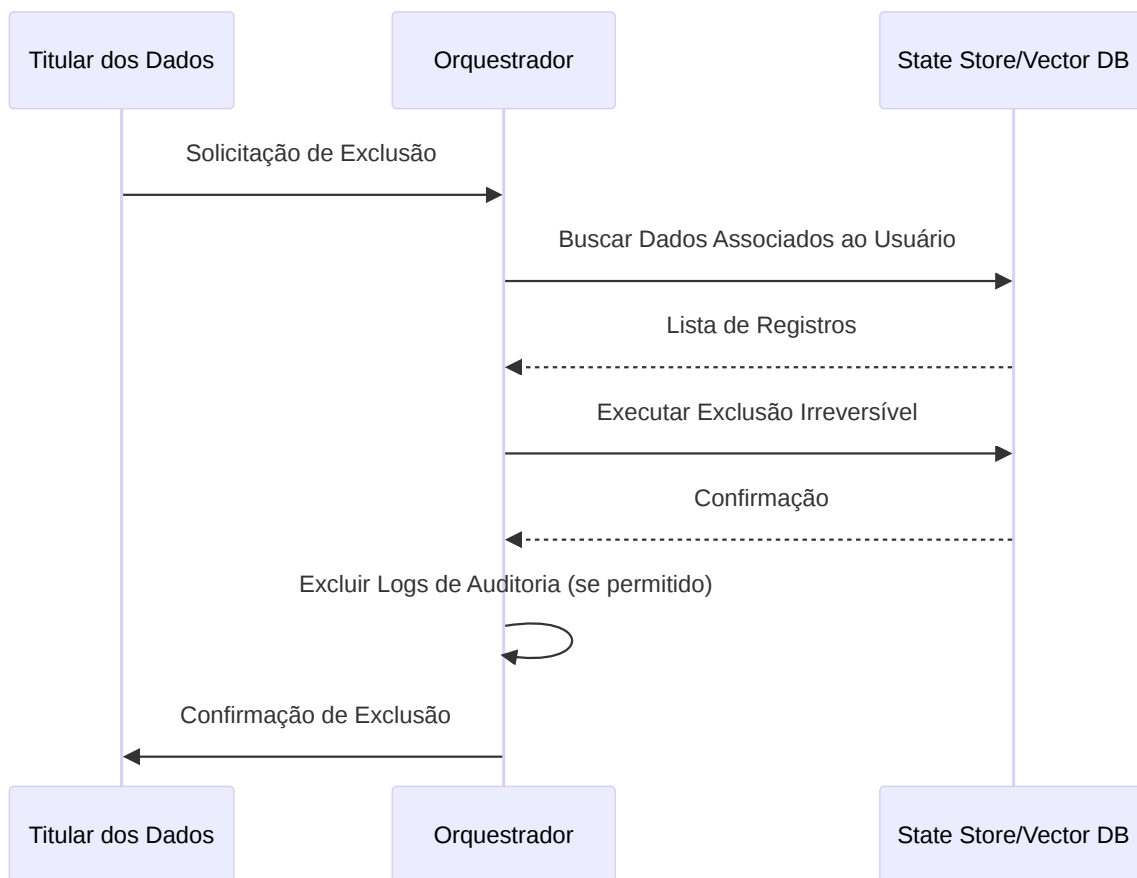 Titular dos Dados
Orquestrador
State Store/Vector DB
Solicitação de Exclusão
Buscar Dados Associados ao Usuário
Lista de Registros
Executar Exclusão Irreversível
Confirmação
Excluir Logs de Auditoria (se permitido)
Confirmação de Exclusão
Titular dos Dados
Orquestrador
State Store/Vector DB